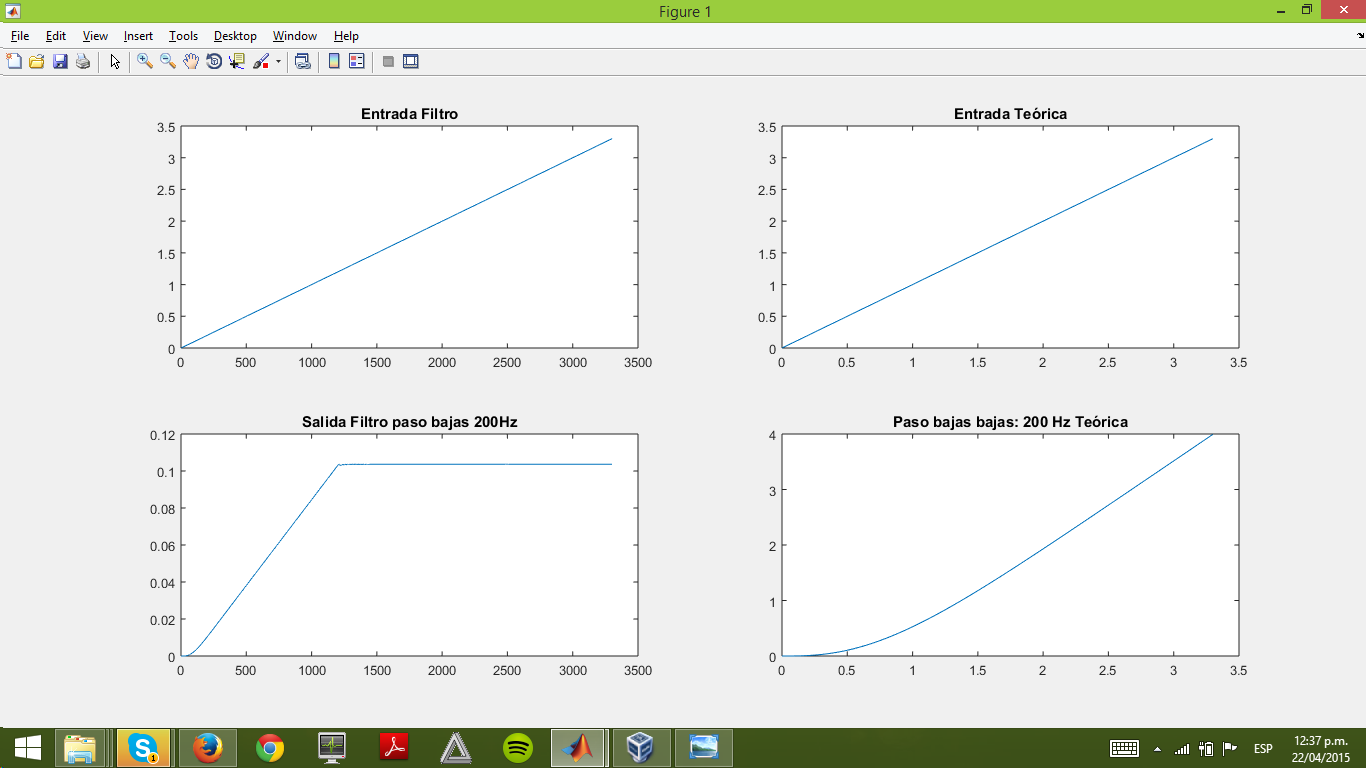 Figure 1
File Edit View Insert Tools Desktop Window Help
Entrada Filtro
3.5
3
2.5
2
1.5
1
0.5
0
0 500 1000 1500 2000 2500 3000 3500
Entrada Teórica
3.5
3
2.5
2
1.5
1
0.5
0
0 0.5 1 1.5 2 2.5 3 3.5
Salida Filtro paso bajas 200Hz
0.12
0.1
0.08
0.06
0.04
0.02
0
0 500 1000 1500 2000 2500 3000 3500
Paso bajas bajas: 200 Hz Teórica
4
3
2
1
0
0 0.5 1 1.5 2 2.5 3 3.5
S
1
ESP
12:37 p.m.
22/04/2015